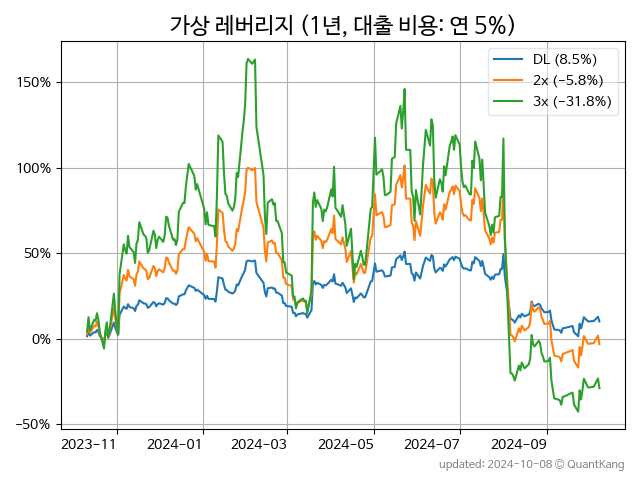 가상 레버리지 (1년, 대출 비용: 연 5%)
DL (8.5%)
2x (−5.8%)
3x (−31.8%)
150%
100%
50%
0%
−50%
2023-11
2024-01
2024-03
2024-05
2024-07
2024-09
updated: 2024-10-08 © QuantKang